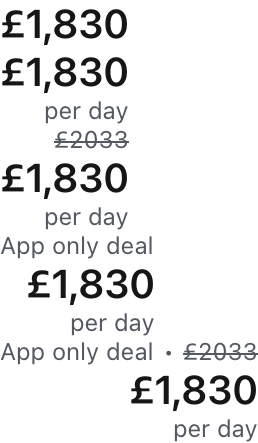 £1,830
£1,830
per day
£2033
£1,830
per day
App only deal
£1,830
per day
App only deal • £2033
£1,830
per day